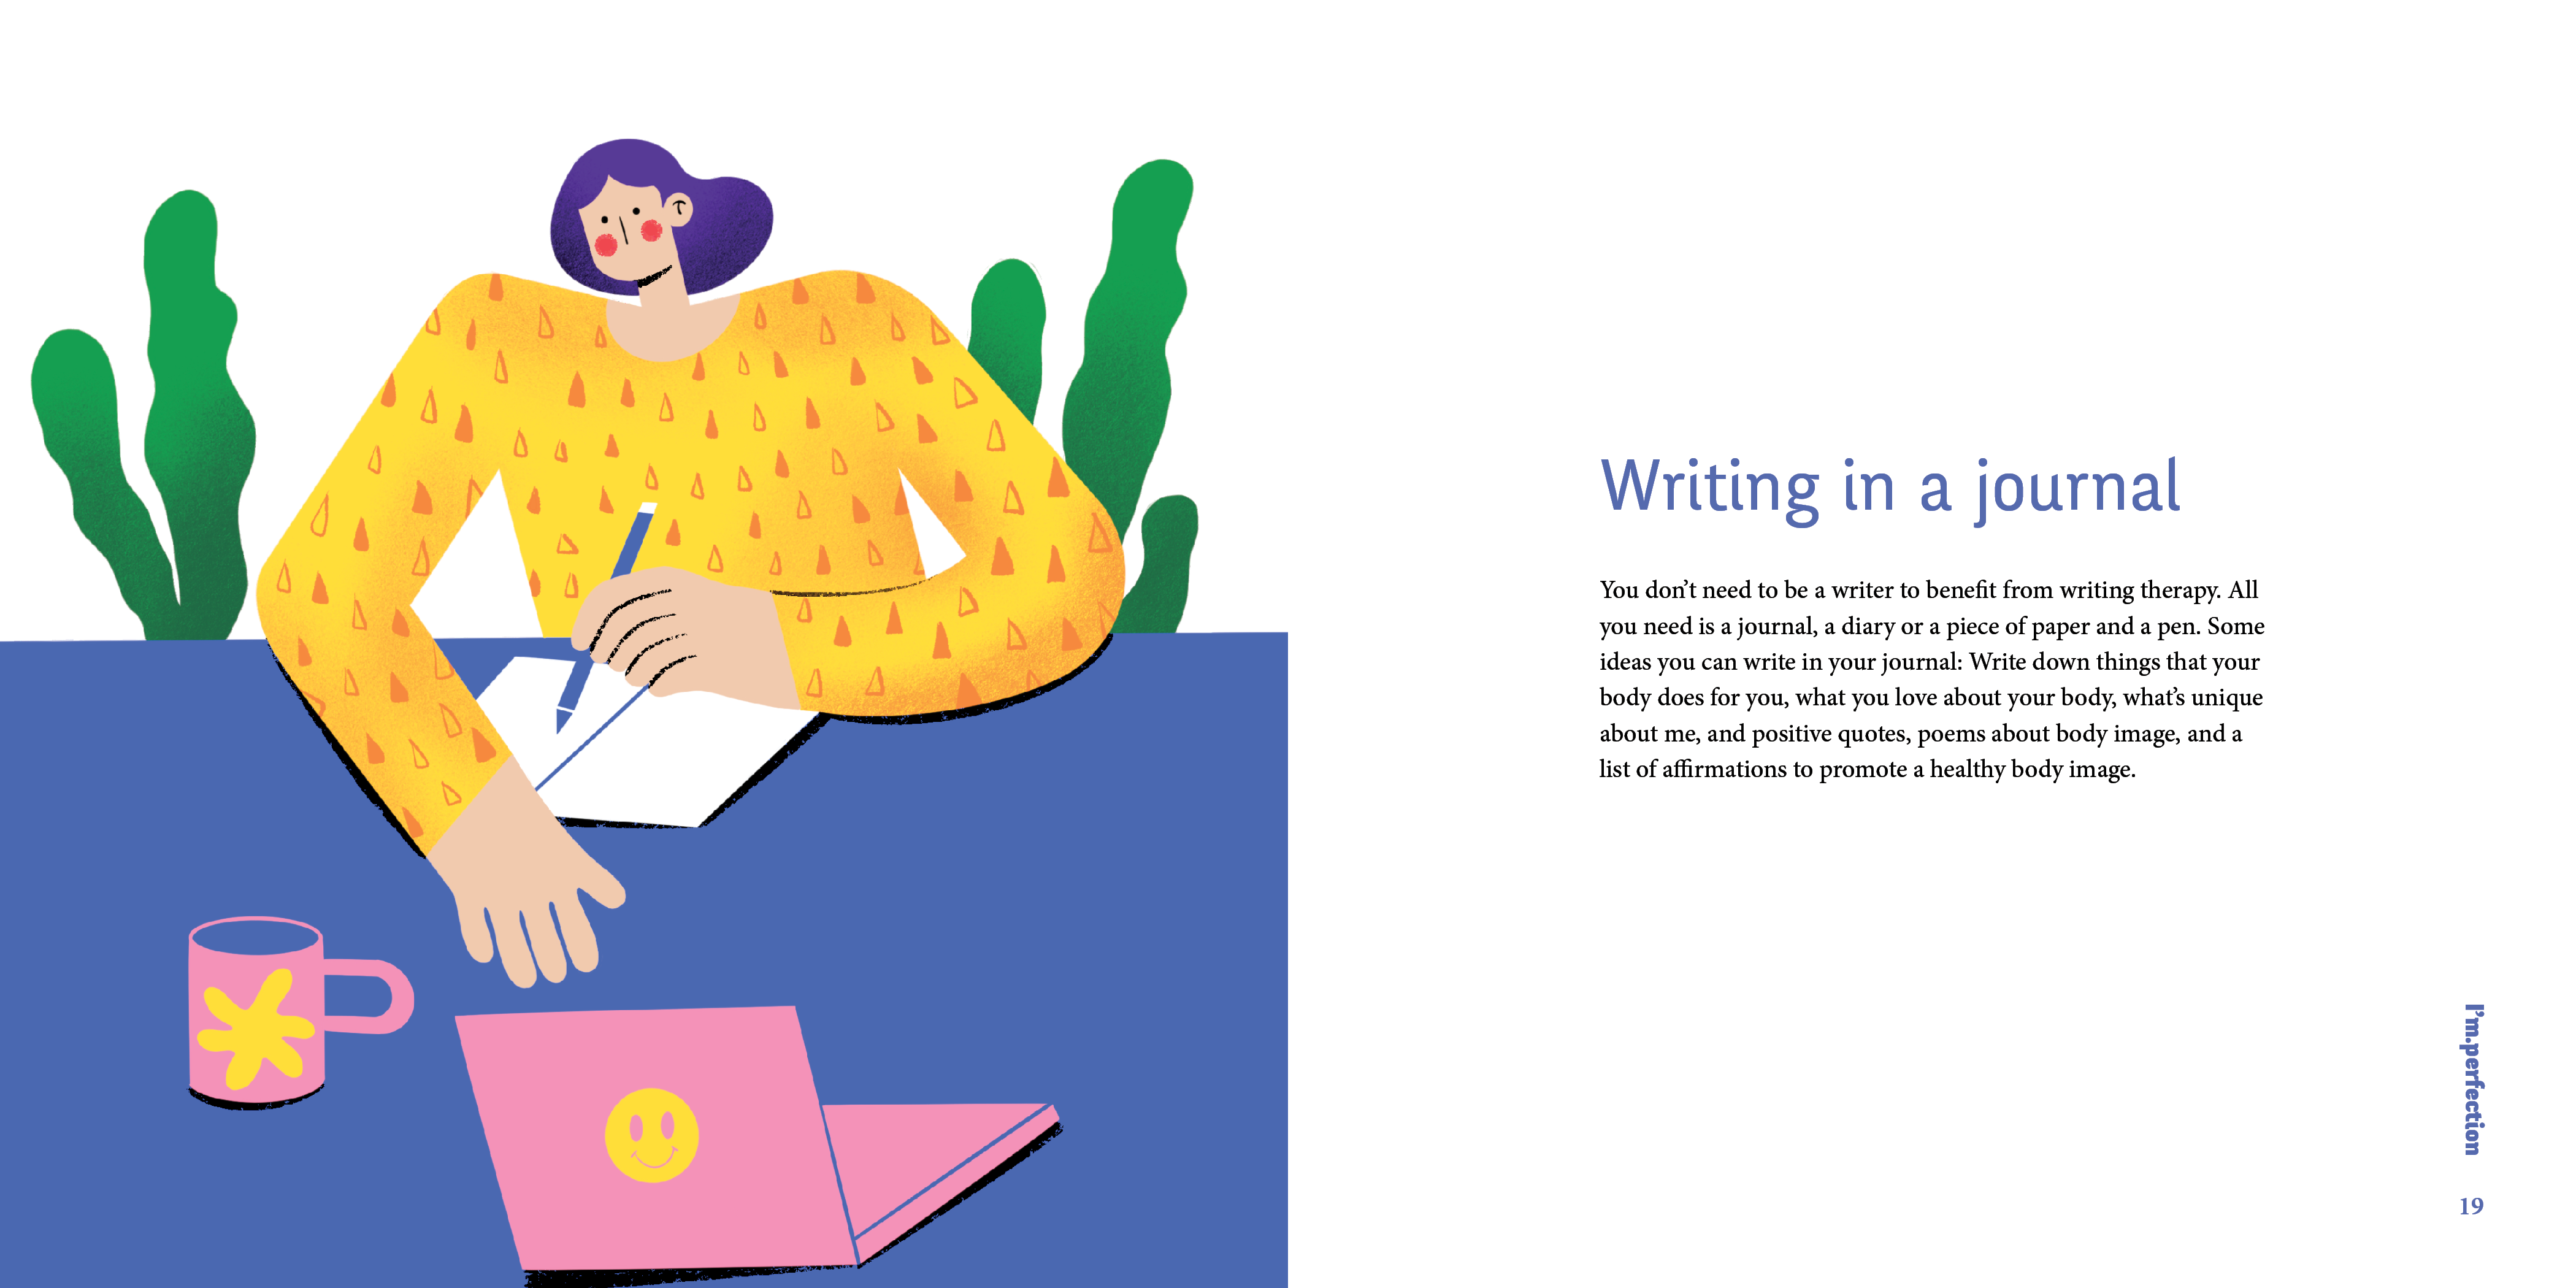 Writing in a journal
You don’t need to be a writer to benefit from writing therapy. All
you need is a journal, a diary or a piece of paper and a pen. Some
ideas you can write in your journal: Write down things that your
body does for you, what you love about your body, what’s unique
about me, and positive quotes, poems about body image, and a
list of affirmations to promote a healthy body image.
I’m.perfection
19